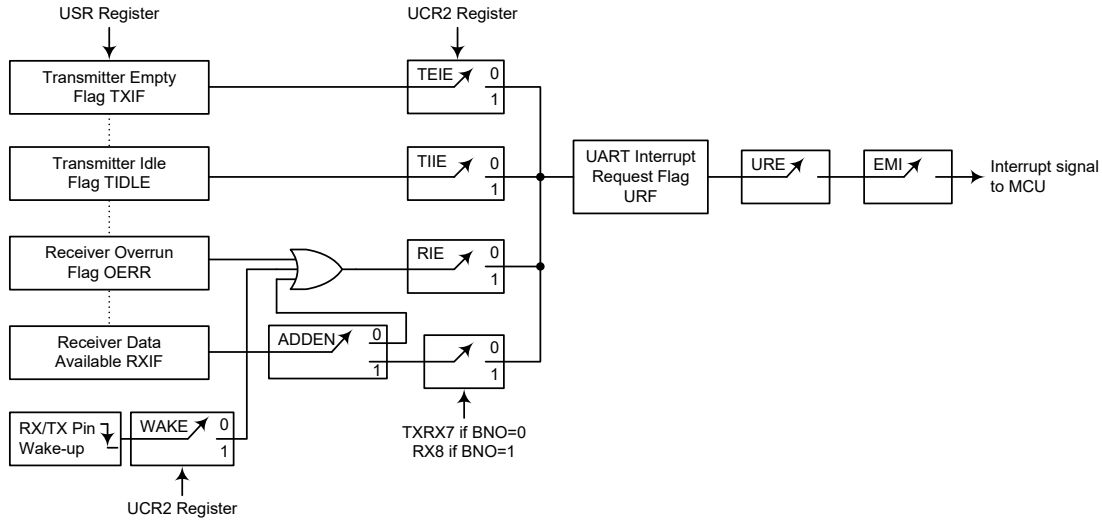 USR Register
UCR2 Register
Transmitter Empty
Flag TXIF
TEIE
0
1
Transmitter Idle
Flag TIDLE
TIIE
0
1
UART Interrupt
Request Flag
URF
URE
EMI
Interrupt signal
to MCU
Receiver Overrun
Flag OERR
RIE
0
1
Receiver Data
Available RXIF
ADDEN
0
1
0
1
RX/TX Pin
Wake-up
WAKE
0
1
TXRX7 if BNO=0
RX8 if BNO=1
UCR2 Register